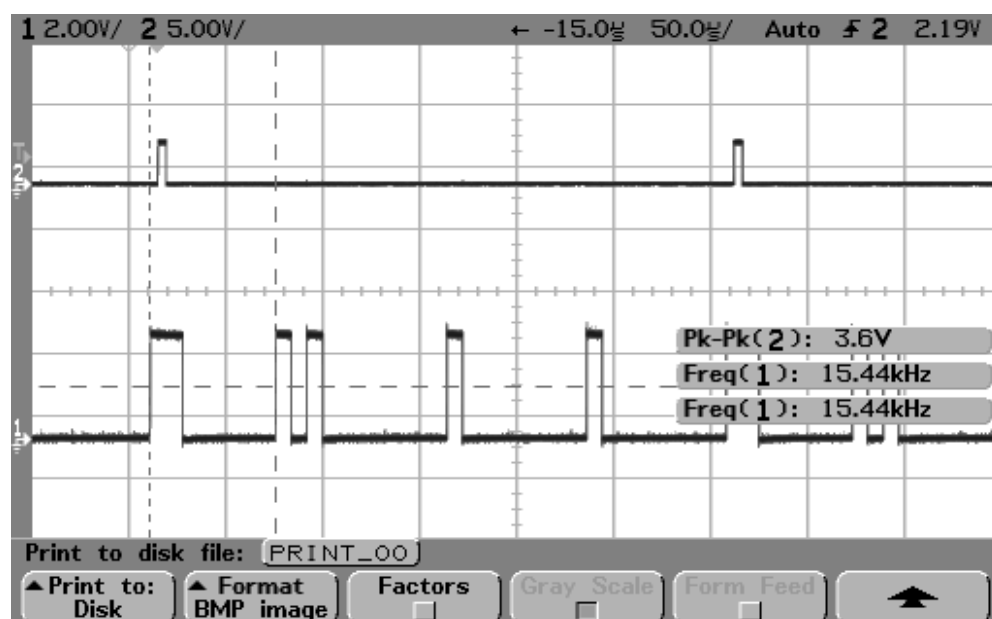 1 2.00V/ 2 5.00V/ ← -15.0µs 50.0µs/ Auto 2 2.19V
T
2
1
Pk-Pk(2): 3.6V
Freq(1): 15.44kHz
Freq(1): 15.44kHz
Print to disk file: PRINT_00
Print to: Format Factors Gray Scale Form Feed
Disk BMP image